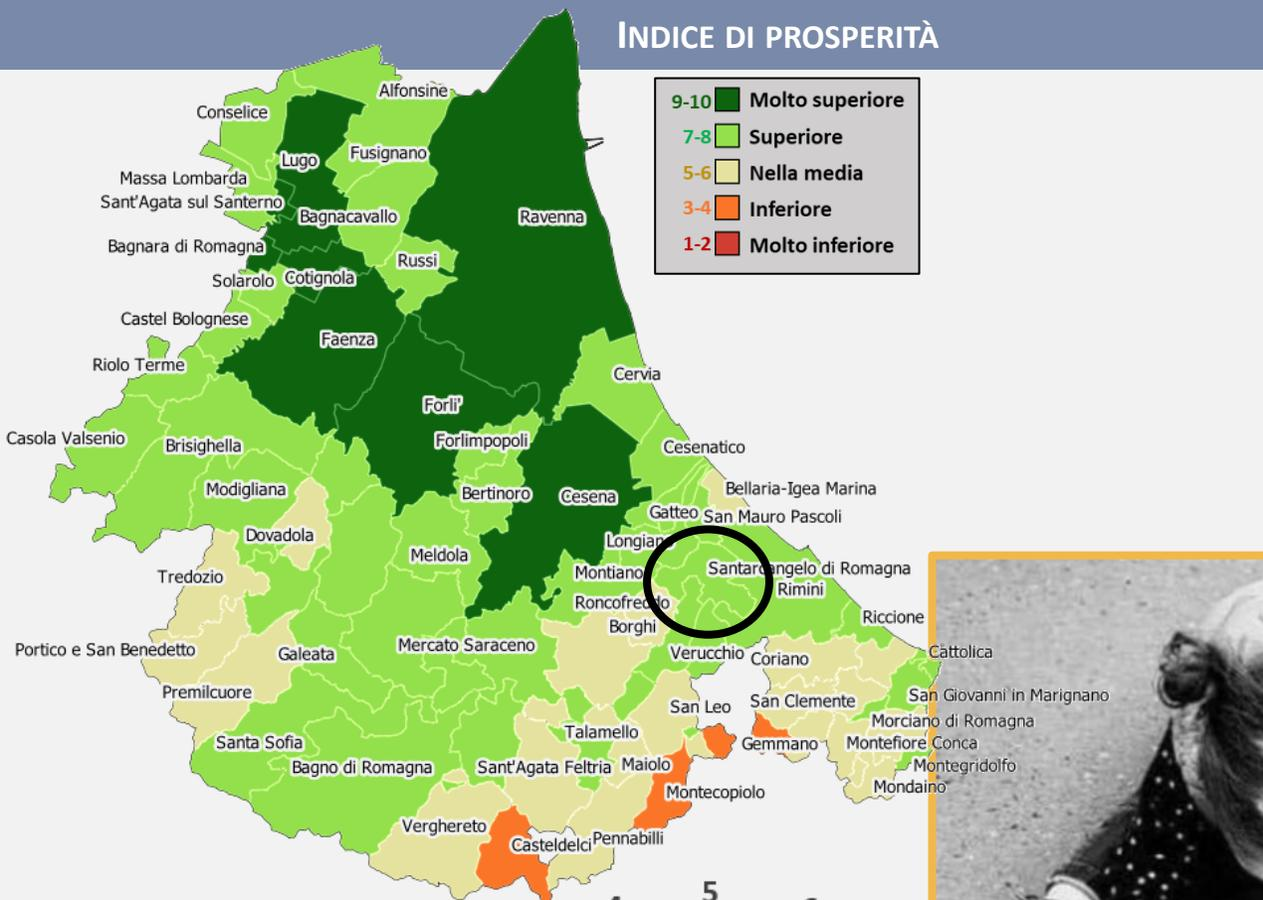 INDICE DI PROSPERITÀ
9-10 Molto superiore
7-8 Superiore
5-6 Nella media
3-4 Inferiore
1-2 Molto inferiore
Alfonsine
Conselice
Lugo
Fusignano
Massa Lombarda
Sant'Agata sul Santerno
Bagnacavallo
Ravenna
Bagnara di Romagna
Russi
Solarolo
Cotignola
Castel Bolognese
Faenza
Riolo Terme
Cervia
Forli'
Casola Valsenio
Brisighella
Forlimpopoli
Cesenatico
Modigliana
Bertinoro
Cesena
Bellaria-Igea Marina
Gatteo
San Mauro Pascoli
Dovadola
Longiano
Meldola
Santarcangelo di Romagna
Tredozio
Montiano
Rimini
Roncofreddo
Riccione
Borghi
Portico e San Benedetto
Galeata
Mercato Saraceno
Verucchio
Coriano
Cattolica
Premilcuore
San Giovanni in Marignano
San Leo
San Clemente
Morciano di Romagna
Talamello
Santa Sofia
Gemmano
Montefiore Conca
Bagno di Romagna
Sant'Agata Feltria
Maiolo
Montegridolfo
Montecopiolo
Mondaino
Verghereto
Casteldelci
Pennabilli
5